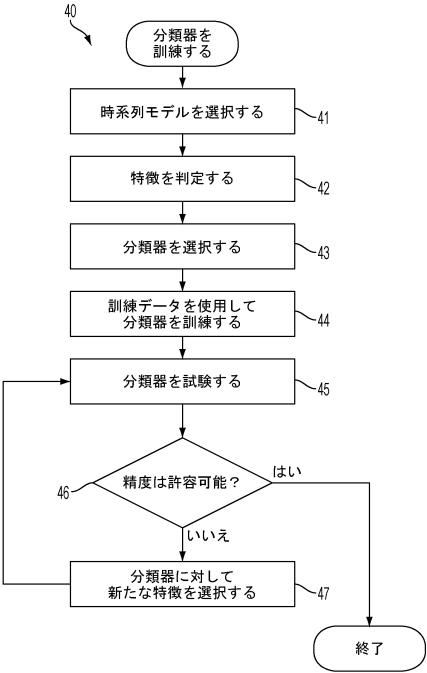 40
分類器を
訓練する
時系列モデルを選択する
41
特徴を判定する
42
分類器を選択する
43
訓練データを使用して
分類器を訓練する
44
分類器を試験する
45
精度は許容可能？
46
はい
いいえ
分類器に対して
新たな特徴を選択する
47
終了